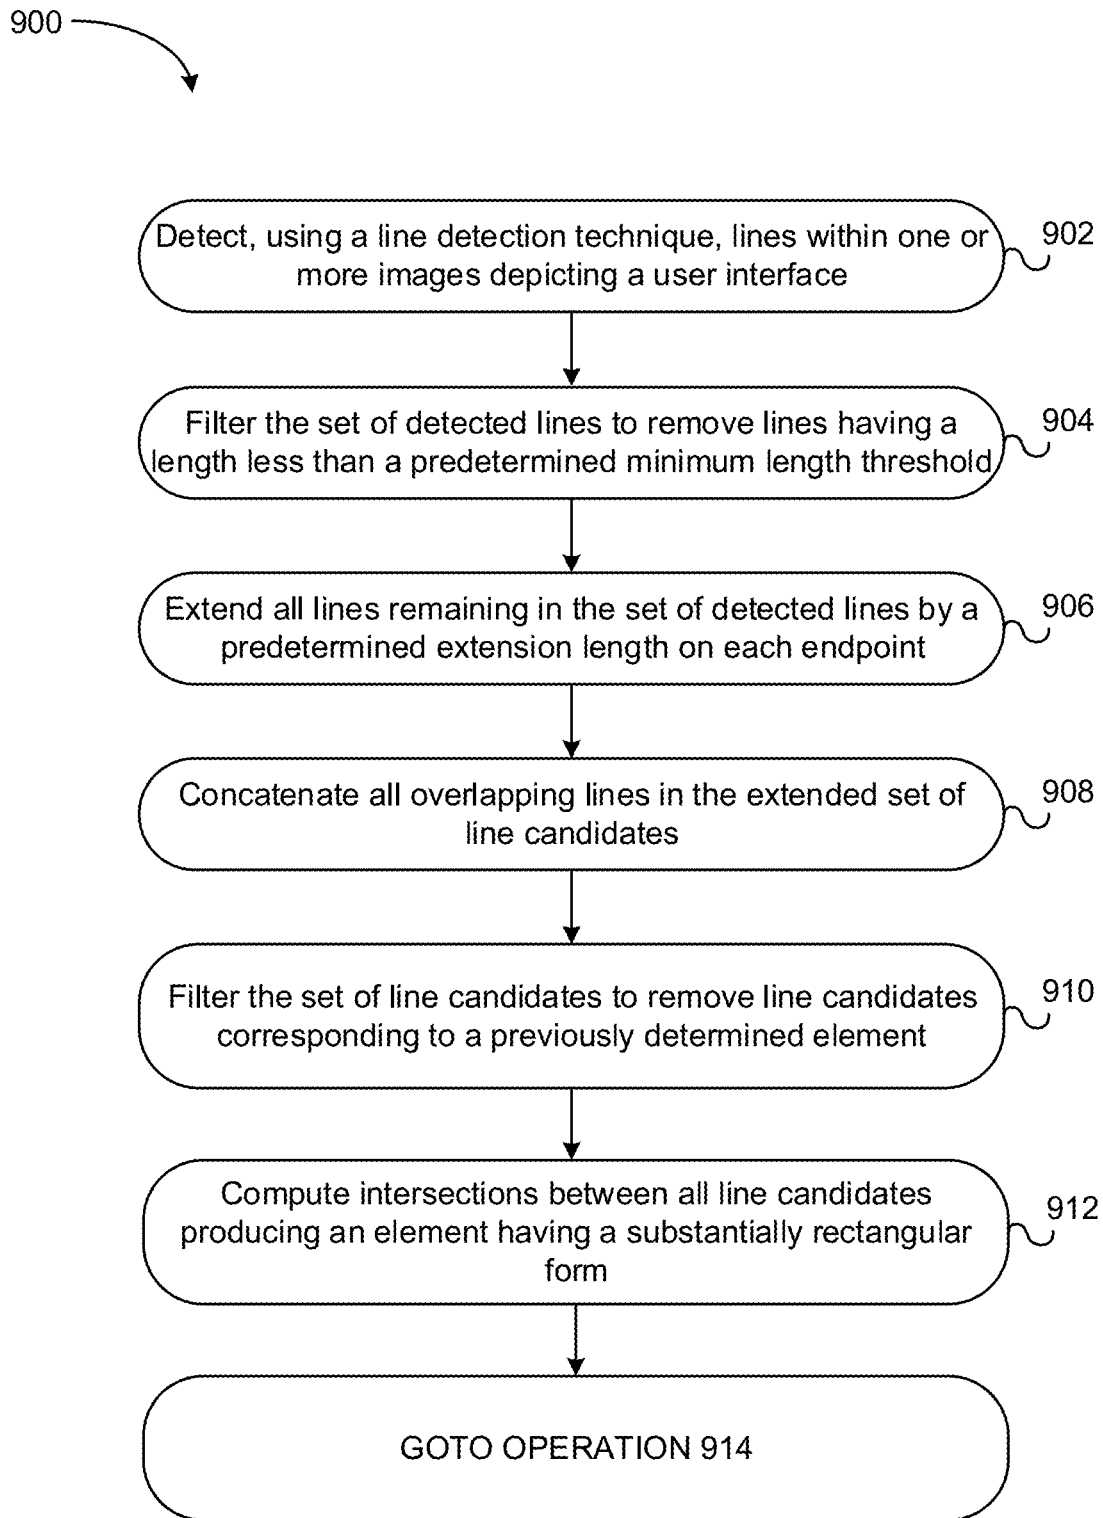 900
Detect, using a line detection technique, lines within one or
more images depicting a user interface
902
Filter the set of detected lines to remove lines having a
length less than a predetermined minimum length threshold
904
Extend all lines remaining in the set of detected lines by a
predetermined extension length on each endpoint
906
Concatenate all overlapping lines in the extended set of
line candidates
908
Filter the set of line candidates to remove line candidates
corresponding to a previously determined element
910
Compute intersections between all line candidates
producing an element having a substantially rectangular
form
912
GOTO OPERATION 914